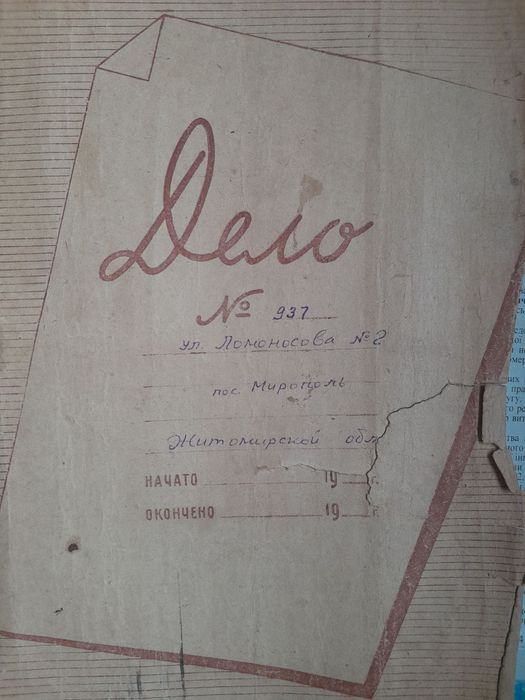 Дело
№ 937
ул. Ломоносова № 2
пос. Мирополь
Житомирской обл
НАЧАТО 19 г.
ОКОНЧЕНО 19 г.